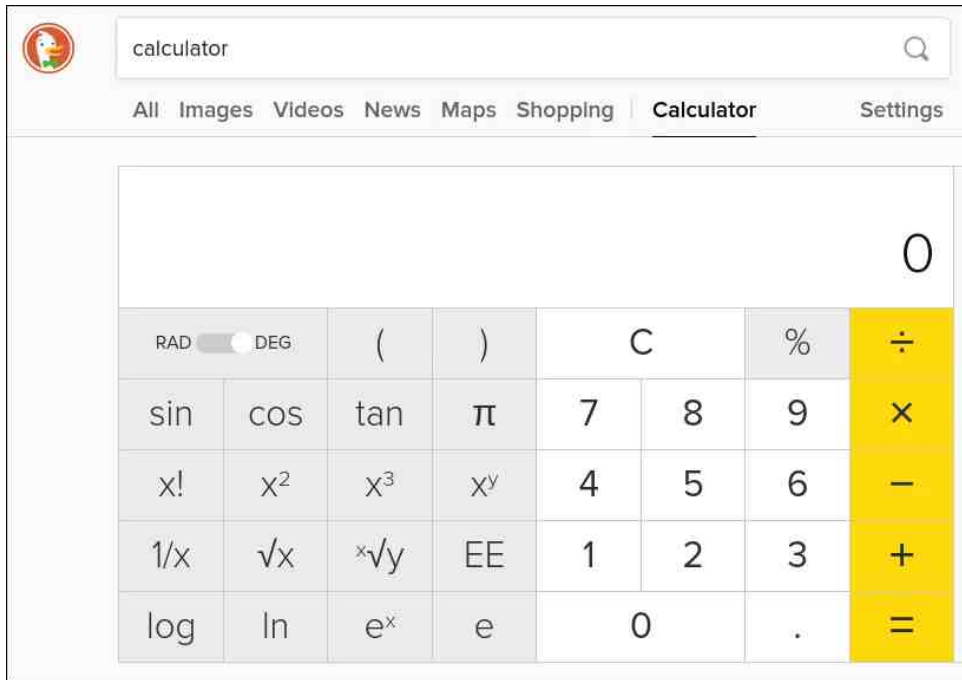 calculator
All Images Videos News Maps Shopping Calculator Settings
0
RAD DEG ( ) C % ÷
sin cos tan π 7 8 9 ×
x! x² x³ xʸ 4 5 6 −
1/x √x ˣ√y EE 1 2 3 +
log ln eˣ e 0 . =